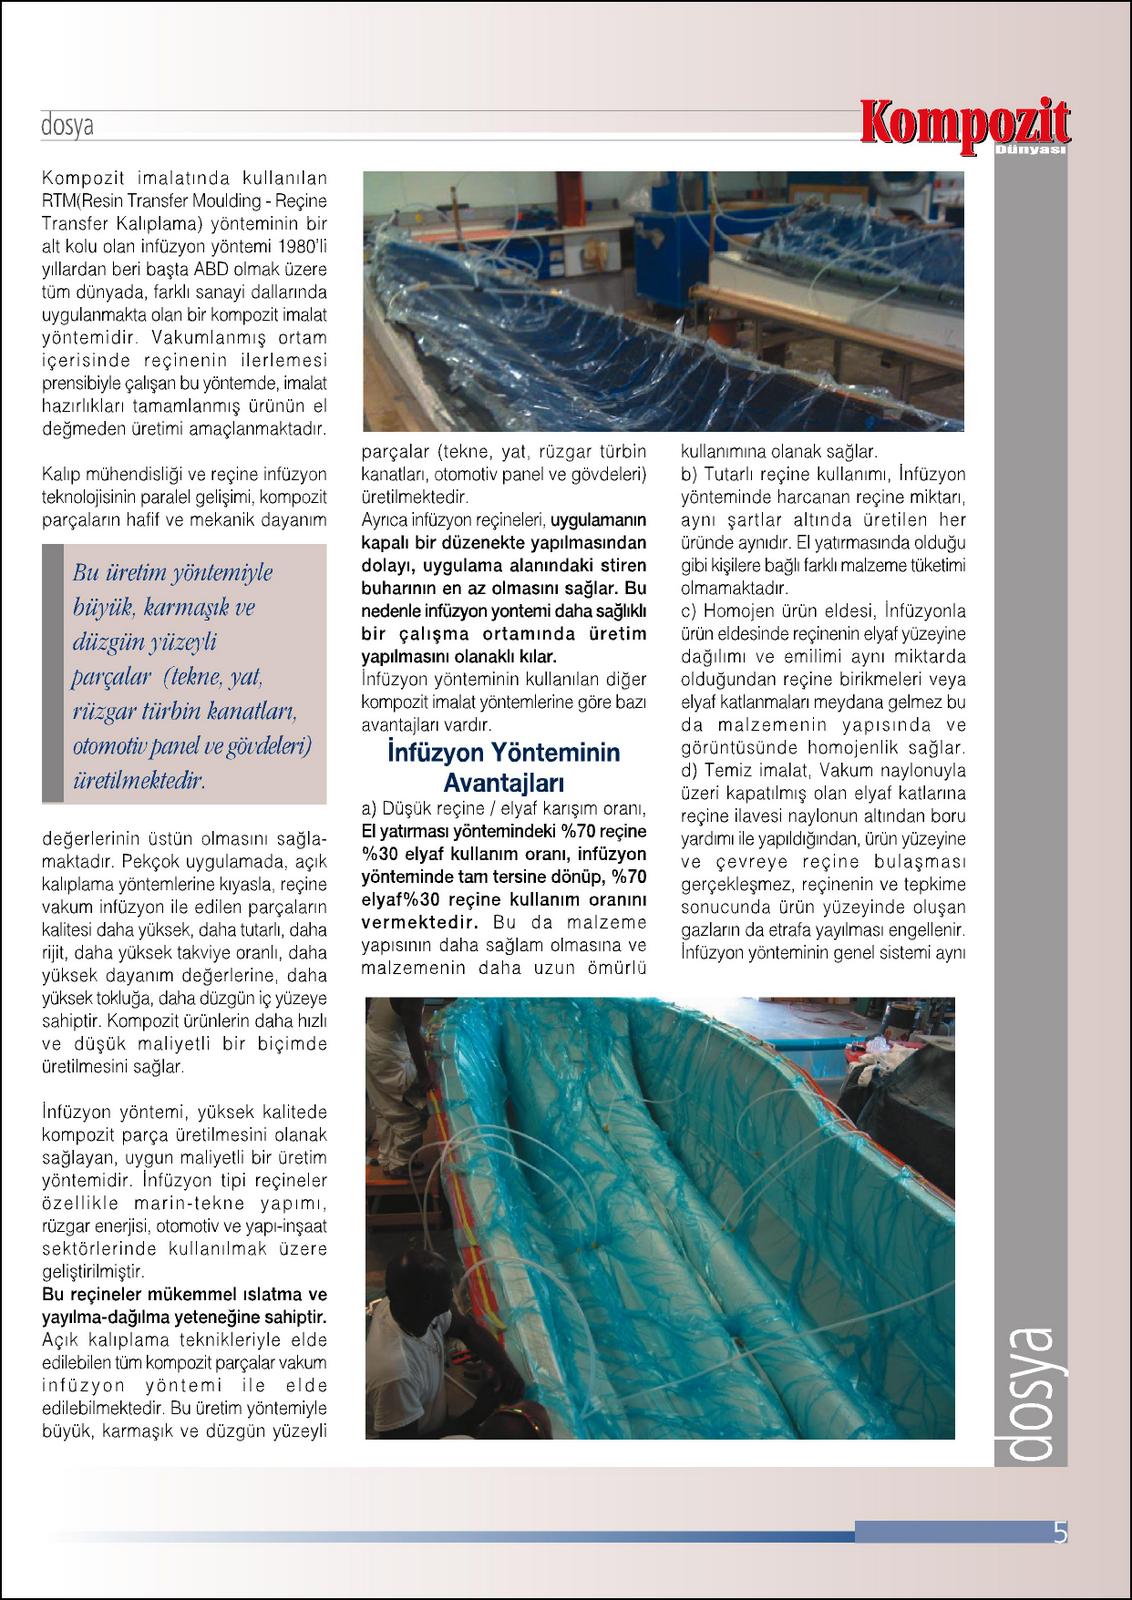 dosya
Kompozit
Dünyası
Kompozit imalatında kullanılan
RTM(Resin Transfer Moulding - Reçine
Transfer Kalıplama) yönteminin bir
alt kolu olan infüzyon yöntemi 1980'li
yıllardan beri başta ABD olmak üzere
tüm dünyada, farklı sanayi dallarında
uygulanmakta olan bir kompozit imalat
yöntemidir. Vakumlanmış ortam
içerisinde reçinenin ilerlemesi
prensibiyle çalışan bu yöntemde, imalat
hazırlıkları tamamlanmış ürünün el
değmeden üretimi amaçlanmaktadır.
Kalıp mühendisliği ve reçine infüzyon
teknolojisinin paralel gelişimi, kompozit
parçaların hafif ve mekanik dayanım
Bu üretim yöntemiyle
büyük, karmaşık ve
düzgün yüzeyli
parçalar (tekne, yat,
rüzgar türbin kanatları,
otomotiv panel ve gövdeleri)
üretilmektedir.
değerlerinin üstün olmasını sağla-
maktadır. Pekçok uygulamada, açık
kalıplama yöntemlerine kıyasla, reçine
vakum infüzyon ile edilen parçaların
kalitesi daha yüksek, daha tutarlı, daha
rijit, daha yüksek takviye oranlı, daha
yüksek dayanım değerlerine, daha
yüksek tokluğa, daha düzgün iç yüzeye
sahiptir. Kompozit ürünlerin daha hızlı
ve düşük maliyetli bir biçimde
üretilmesini sağlar.
İnfüzyon yöntemi, yüksek kalitede
kompozit parça üretilmesini olanak
sağlayan, uygun maliyetli bir üretim
yöntemidir. İnfüzyon tipi reçineler
özellikle marin-tekne yapımı,
rüzgar enerjisi, otomotiv ve yapı-inşaat
sektörlerinde kullanılmak üzere
geliştirilmiştir.
Bu reçineler mükemmel ıslatma ve
yayılma-dağılma yeteneğine sahiptir.
Açık kalıplama teknikleriyle elde
edilebilen tüm kompozit parçalar vakum
infüzyon yöntemi ile elde
edilebilmektedir. Bu üretim yöntemiyle
büyük, karmaşık ve düzgün yüzeyli
parçalar (tekne, yat, rüzgar türbin
kanatları, otomotiv panel ve gövdeleri)
üretilmektedir.
Ayrıca infüzyon reçineleri, uygulamanın
kapalı bir düzenekte yapılmasından
dolayı, uygulama alanındaki stiren
buharının en az olmasını sağlar. Bu
nedenle infüzyon yontemi daha sağlıklı
bir çalışma ortamında üretim
yapılmasını olanaklı kılar.
İnfüzyon yönteminin kullanılan diğer
kompozit imalat yöntemlerine göre bazı
avantajları vardır.
İnfüzyon Yönteminin
Avantajları
a) Düşük reçine / elyaf karışım oranı,
El yatırması yöntemindeki %70 reçine
%30 elyaf kullanım oranı, infüzyon
yönteminde tam tersine dönüp, %70
elyaf%30 reçine kullanım oranını
vermektedir. Bu da malzeme
yapısının daha sağlam olmasına ve
malzemenin daha uzun ömürlü
kullanımına olanak sağlar.
b) Tutarlı reçine kullanımı, İnfüzyon
yönteminde harcanan reçine miktarı,
aynı şartlar altında üretilen her
üründe aynıdır. El yatırmasında olduğu
gibi kişilere bağlı farklı malzeme tüketimi
olmamaktadır.
c) Homojen ürün eldesi, İnfüzyonla
ürün eldesinde reçinenin elyaf yüzeyine
dağılımı ve emilimi aynı miktarda
olduğundan reçine birikmeleri veya
elyaf katlanmaları meydana gelmez bu
da malzemenin yapısında ve
görüntüsünde homojenlik sağlar.
d) Temiz imalat, Vakum naylonuyla
üzeri kapatılmış olan elyaf katlarına
reçine ilavesi naylonun altından boru
yardımı ile yapıldığından, ürün yüzeyine
ve çevreye reçine bulaşması
gerçekleşmez, reçinenin ve tepkime
sonucunda ürün yüzeyinde oluşan
gazların da etrafa yayılması engellenir.
İnfüzyon yönteminin genel sistemi aynı
dosya
5